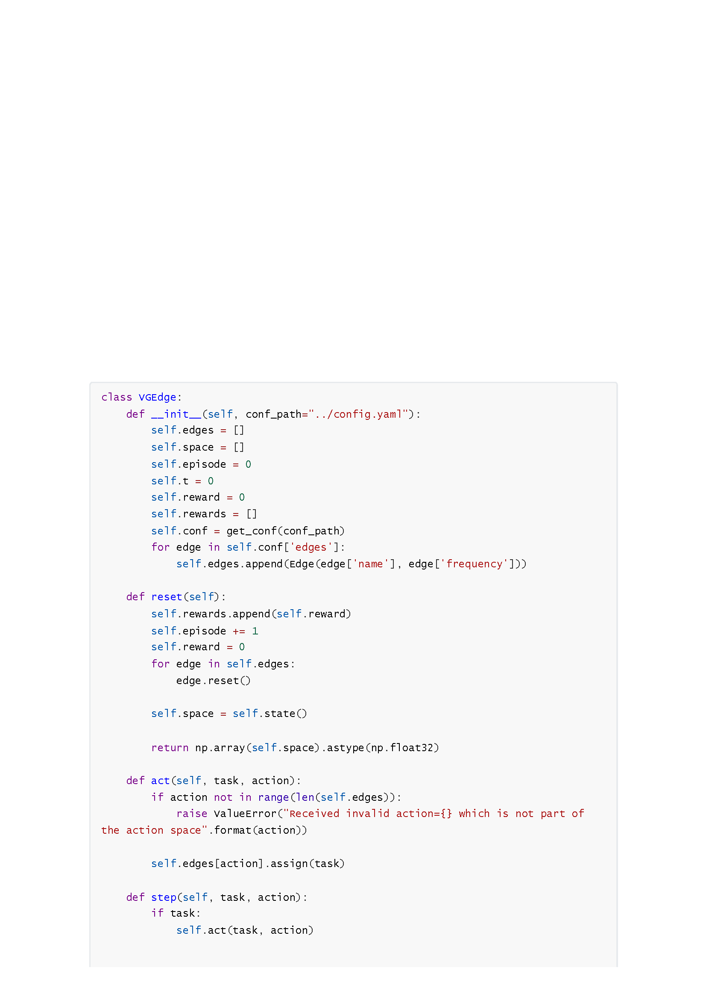 class VGEdge:
    def __init__(self, conf_path="../config.yaml"):
        self.edges = []
        self.space = []
        self.episode = 0
        self.t = 0
        self.reward = 0
        self.rewards = []
        self.conf = get_conf(conf_path)
        for edge in self.conf['edges']:
            self.edges.append(Edge(edge['name'], edge['frequency']))

    def reset(self):
        self.rewards.append(self.reward)
        self.episode += 1
        self.reward = 0
        for edge in self.edges:
            edge.reset()

        self.space = self.state()

        return np.array(self.space).astype(np.float32)

    def act(self, task, action):
        if action not in range(len(self.edges)):
            raise ValueError("Received invalid action={} which is not part of
the action space".format(action))

        self.edges[action].assign(task)

    def step(self, task, action):
        if task:
            self.act(task, action)